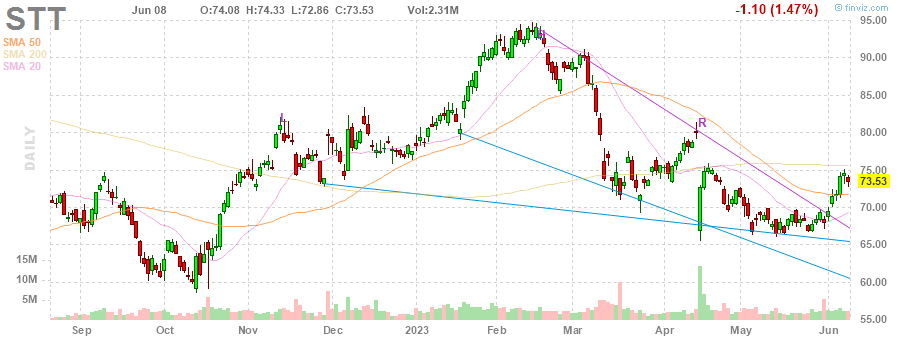 STT
Jun 08 O:74.08 H:74.33 L:72.86 C:73.53 Vol:2.31M -1.10 (1.47%)
© finviz.com
SMA 50
SMA 200
SMA 20
DAILY
95.00
90.00
85.00
80.00
75.00
73.53
70.00
65.00
60.00
55.00
15M
10M
5M
R
Sep Oct Nov Dec 2023 Feb Mar Apr May Jun